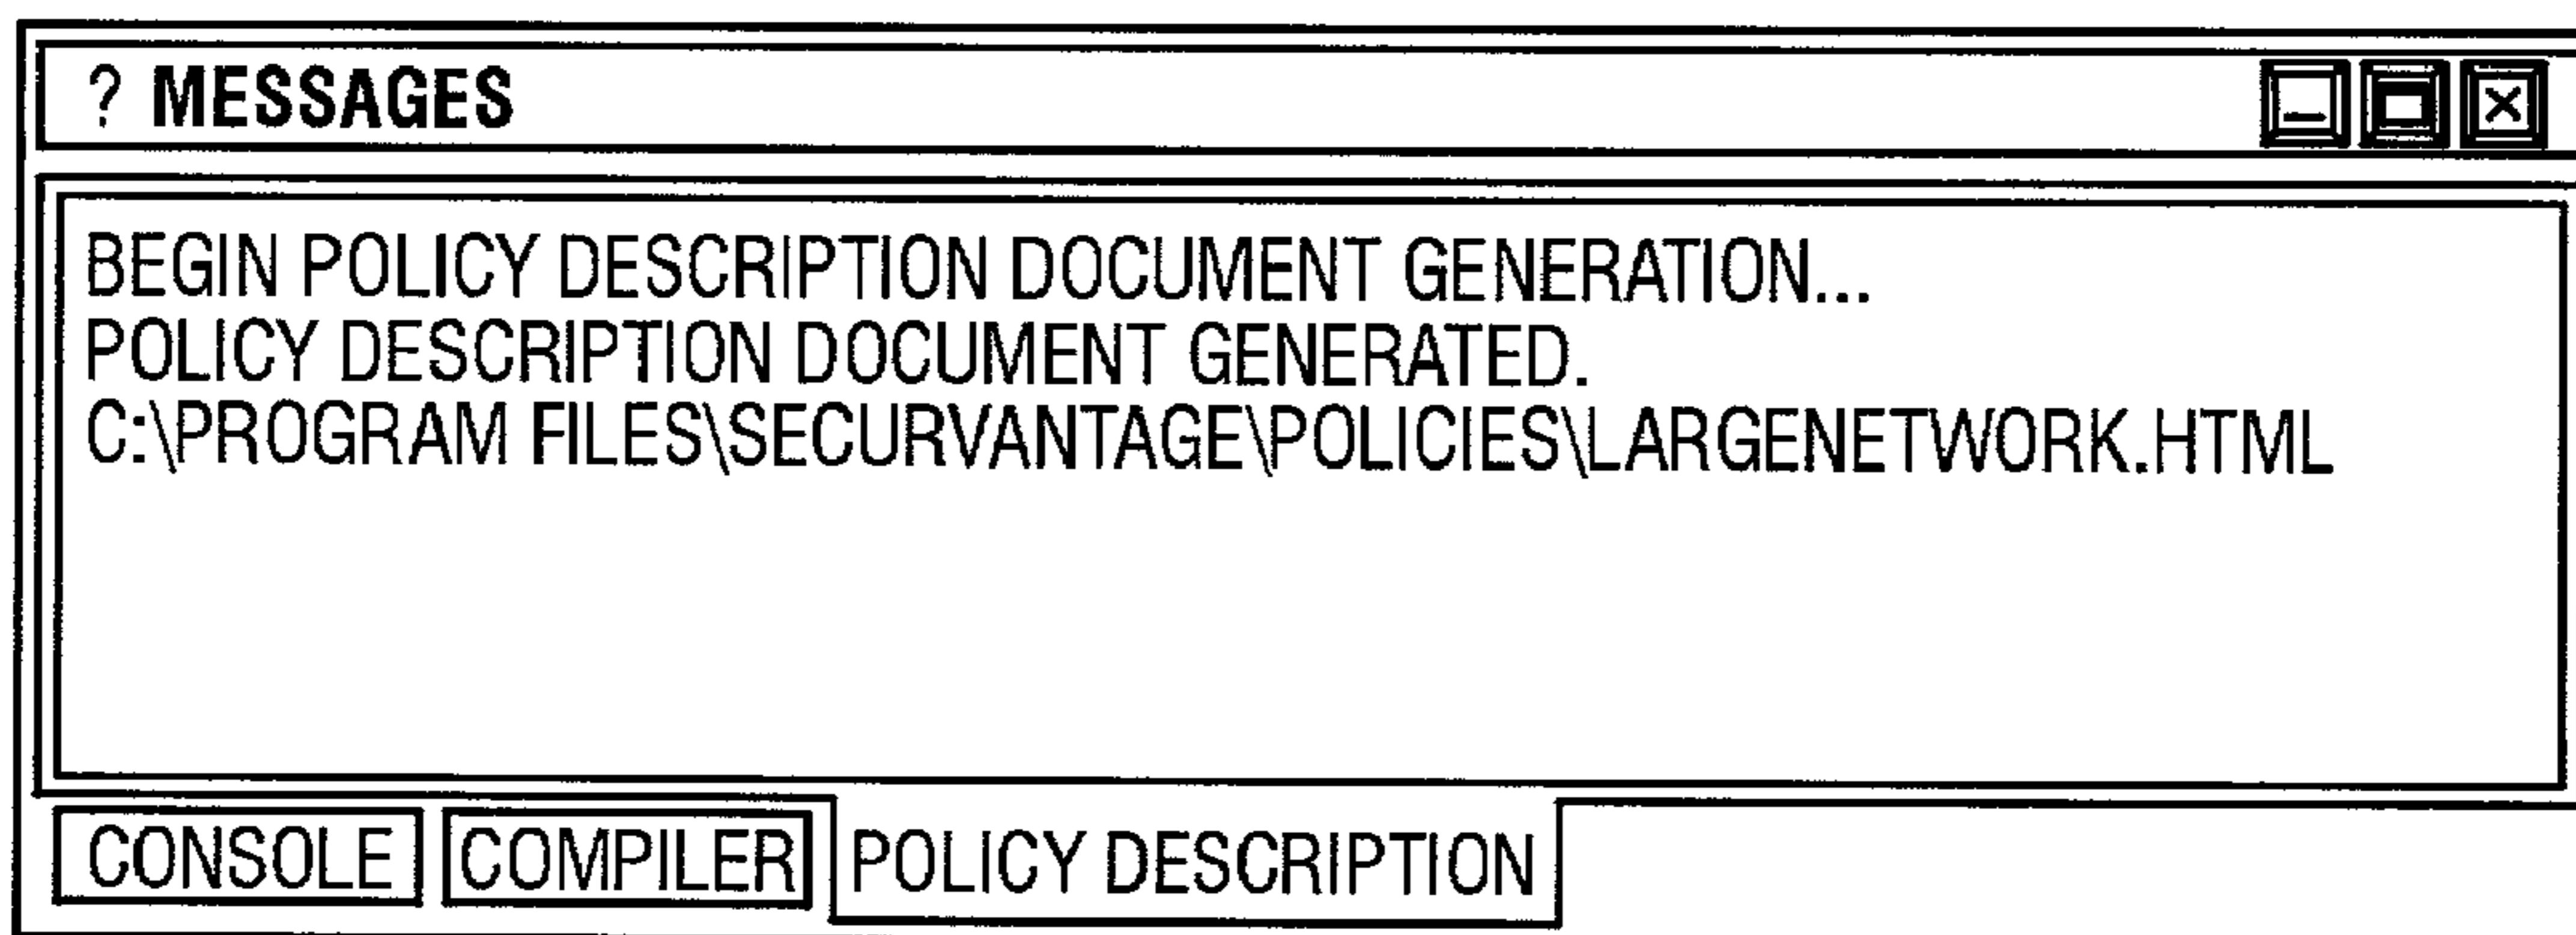 ? MESSAGES
BEGIN POLICY DESCRIPTION DOCUMENT GENERATION...
POLICY DESCRIPTION DOCUMENT GENERATED.
C:\PROGRAM FILES\SECURVANTAGE\POLICIES\LARGENETWORK.HTML
CONSOLE COMPILER POLICY DESCRIPTION